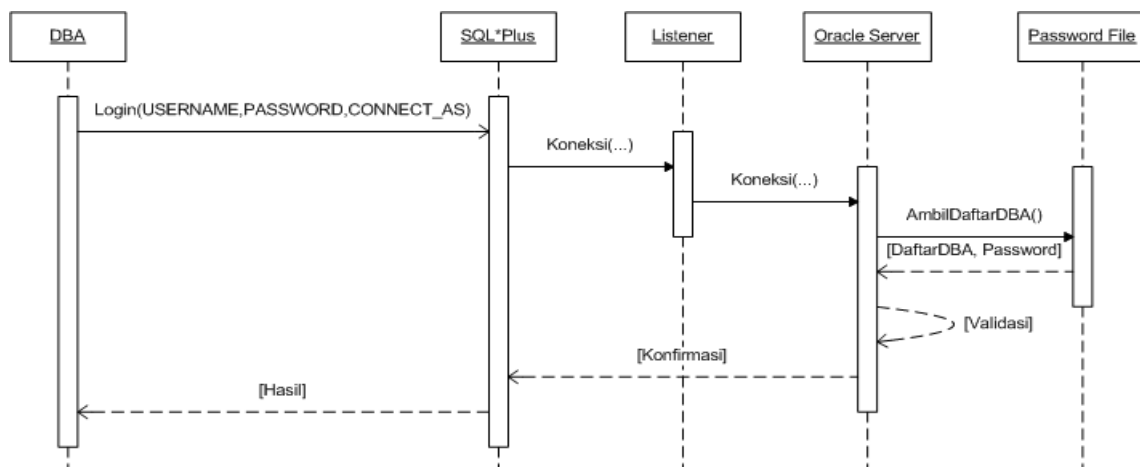 DBA
SQL*Plus
Listener
Oracle Server
Password File
Login(USERNAME,PASSWORD,CONNECT_AS)
Koneksi(...)
Koneksi(...)
AmbilDaftarDBA()
[DaftarDBA, Password]
[Validasi]
[Konfirmasi]
[Hasil]